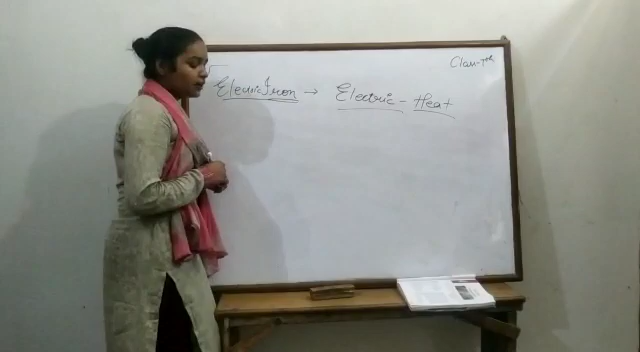 Class-7th
Electric Iron → Electric - Heat